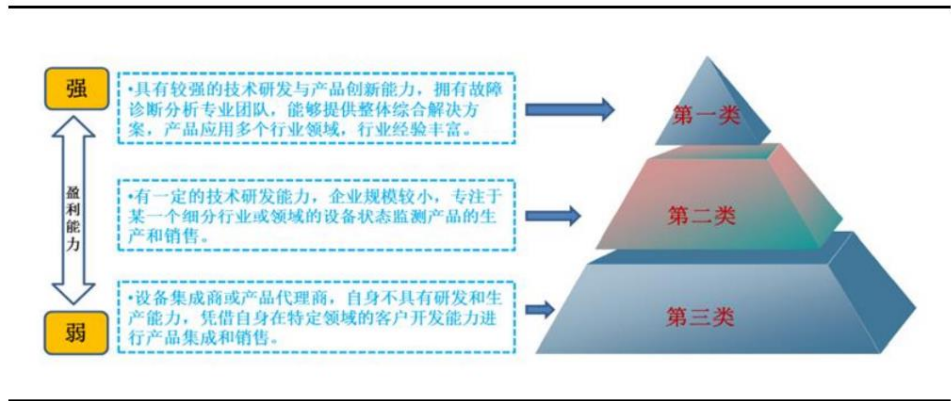 强
•具有较强的技术研发与产品创新能力，拥有故障
诊断分析专业团队，能够提供整体综合解决方
案，产品应用多个行业领域，行业经验丰富。
第一类
盈利能力
•有一定的技术研发能力，企业规模较小，专注于
某一个细分行业或领域的设备状态监测产品的生
产和销售。
第二类
弱
•设备集成商或产品代理商，自身不具有研发和生
产能力，凭借自身在特定领域的客户开发能力进
行产品集成和销售。
第三类